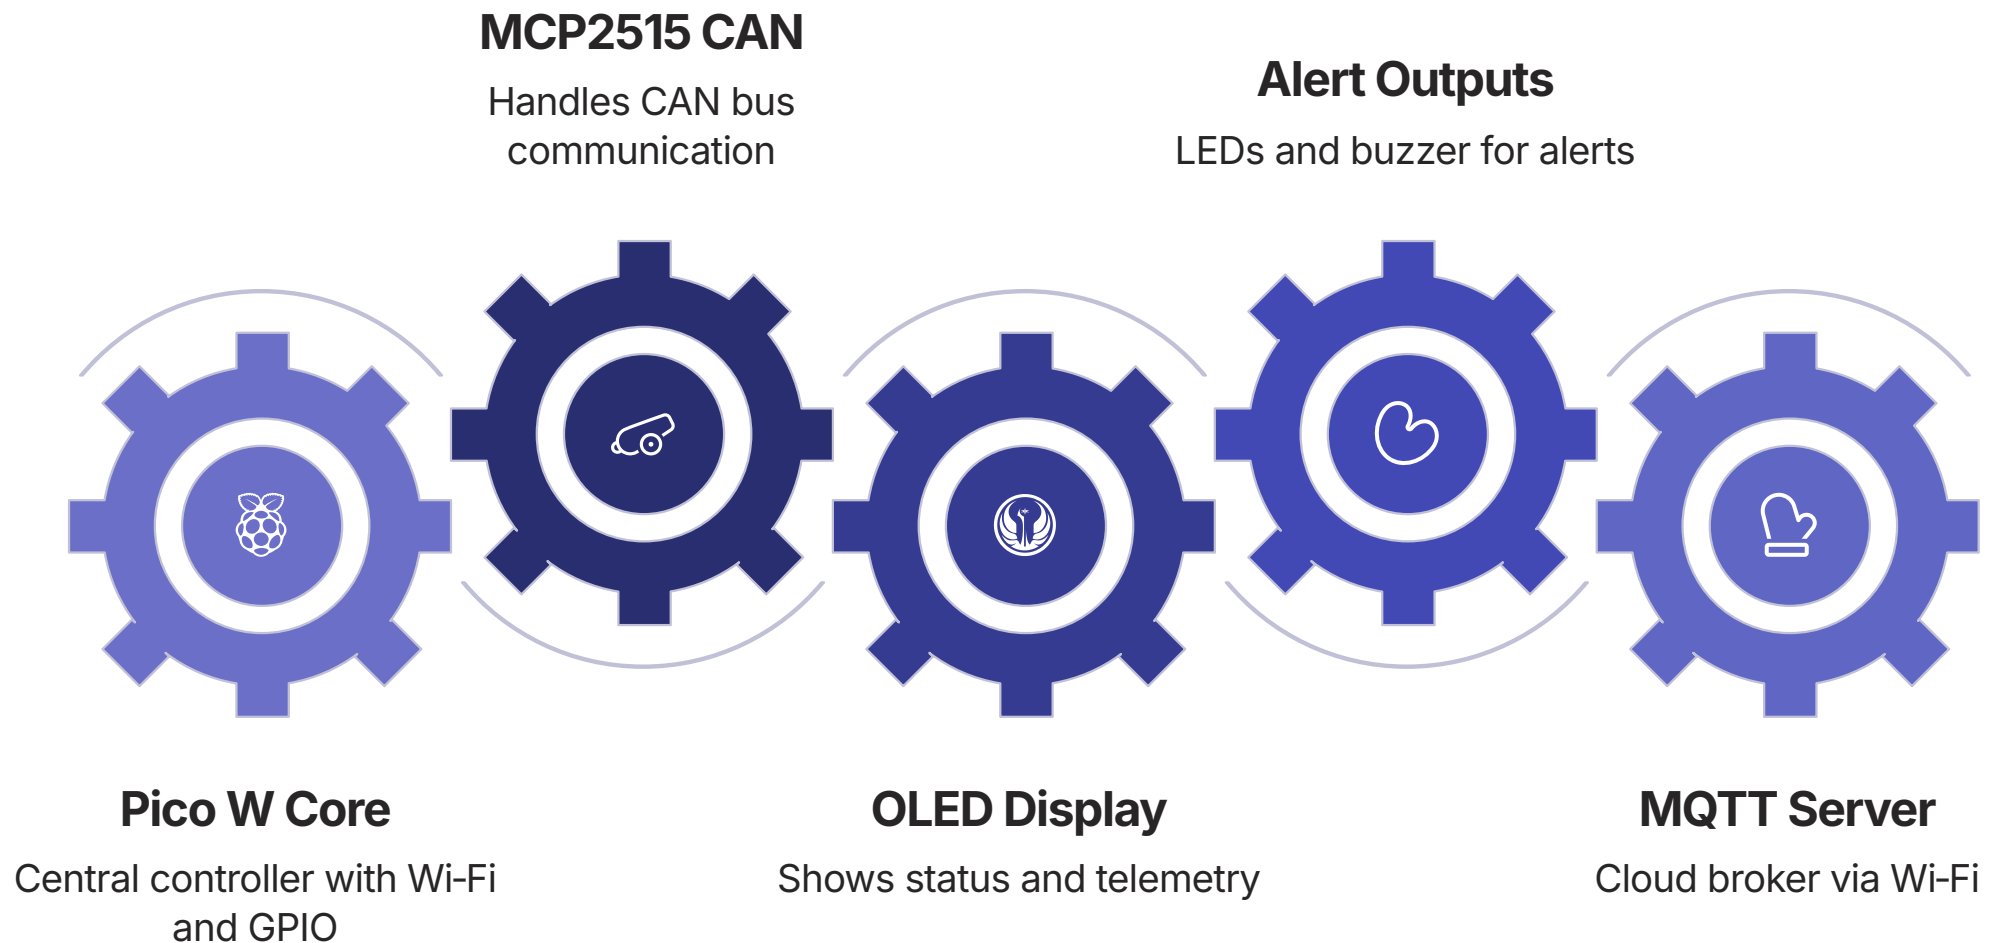 MCP2515 CAN
Handles CAN bus
communication
Alert Outputs
LEDs and buzzer for alerts
Pico W Core
Central controller with Wi-Fi
and GPIO
OLED Display
Shows status and telemetry
MQTT Server
Cloud broker via Wi-Fi